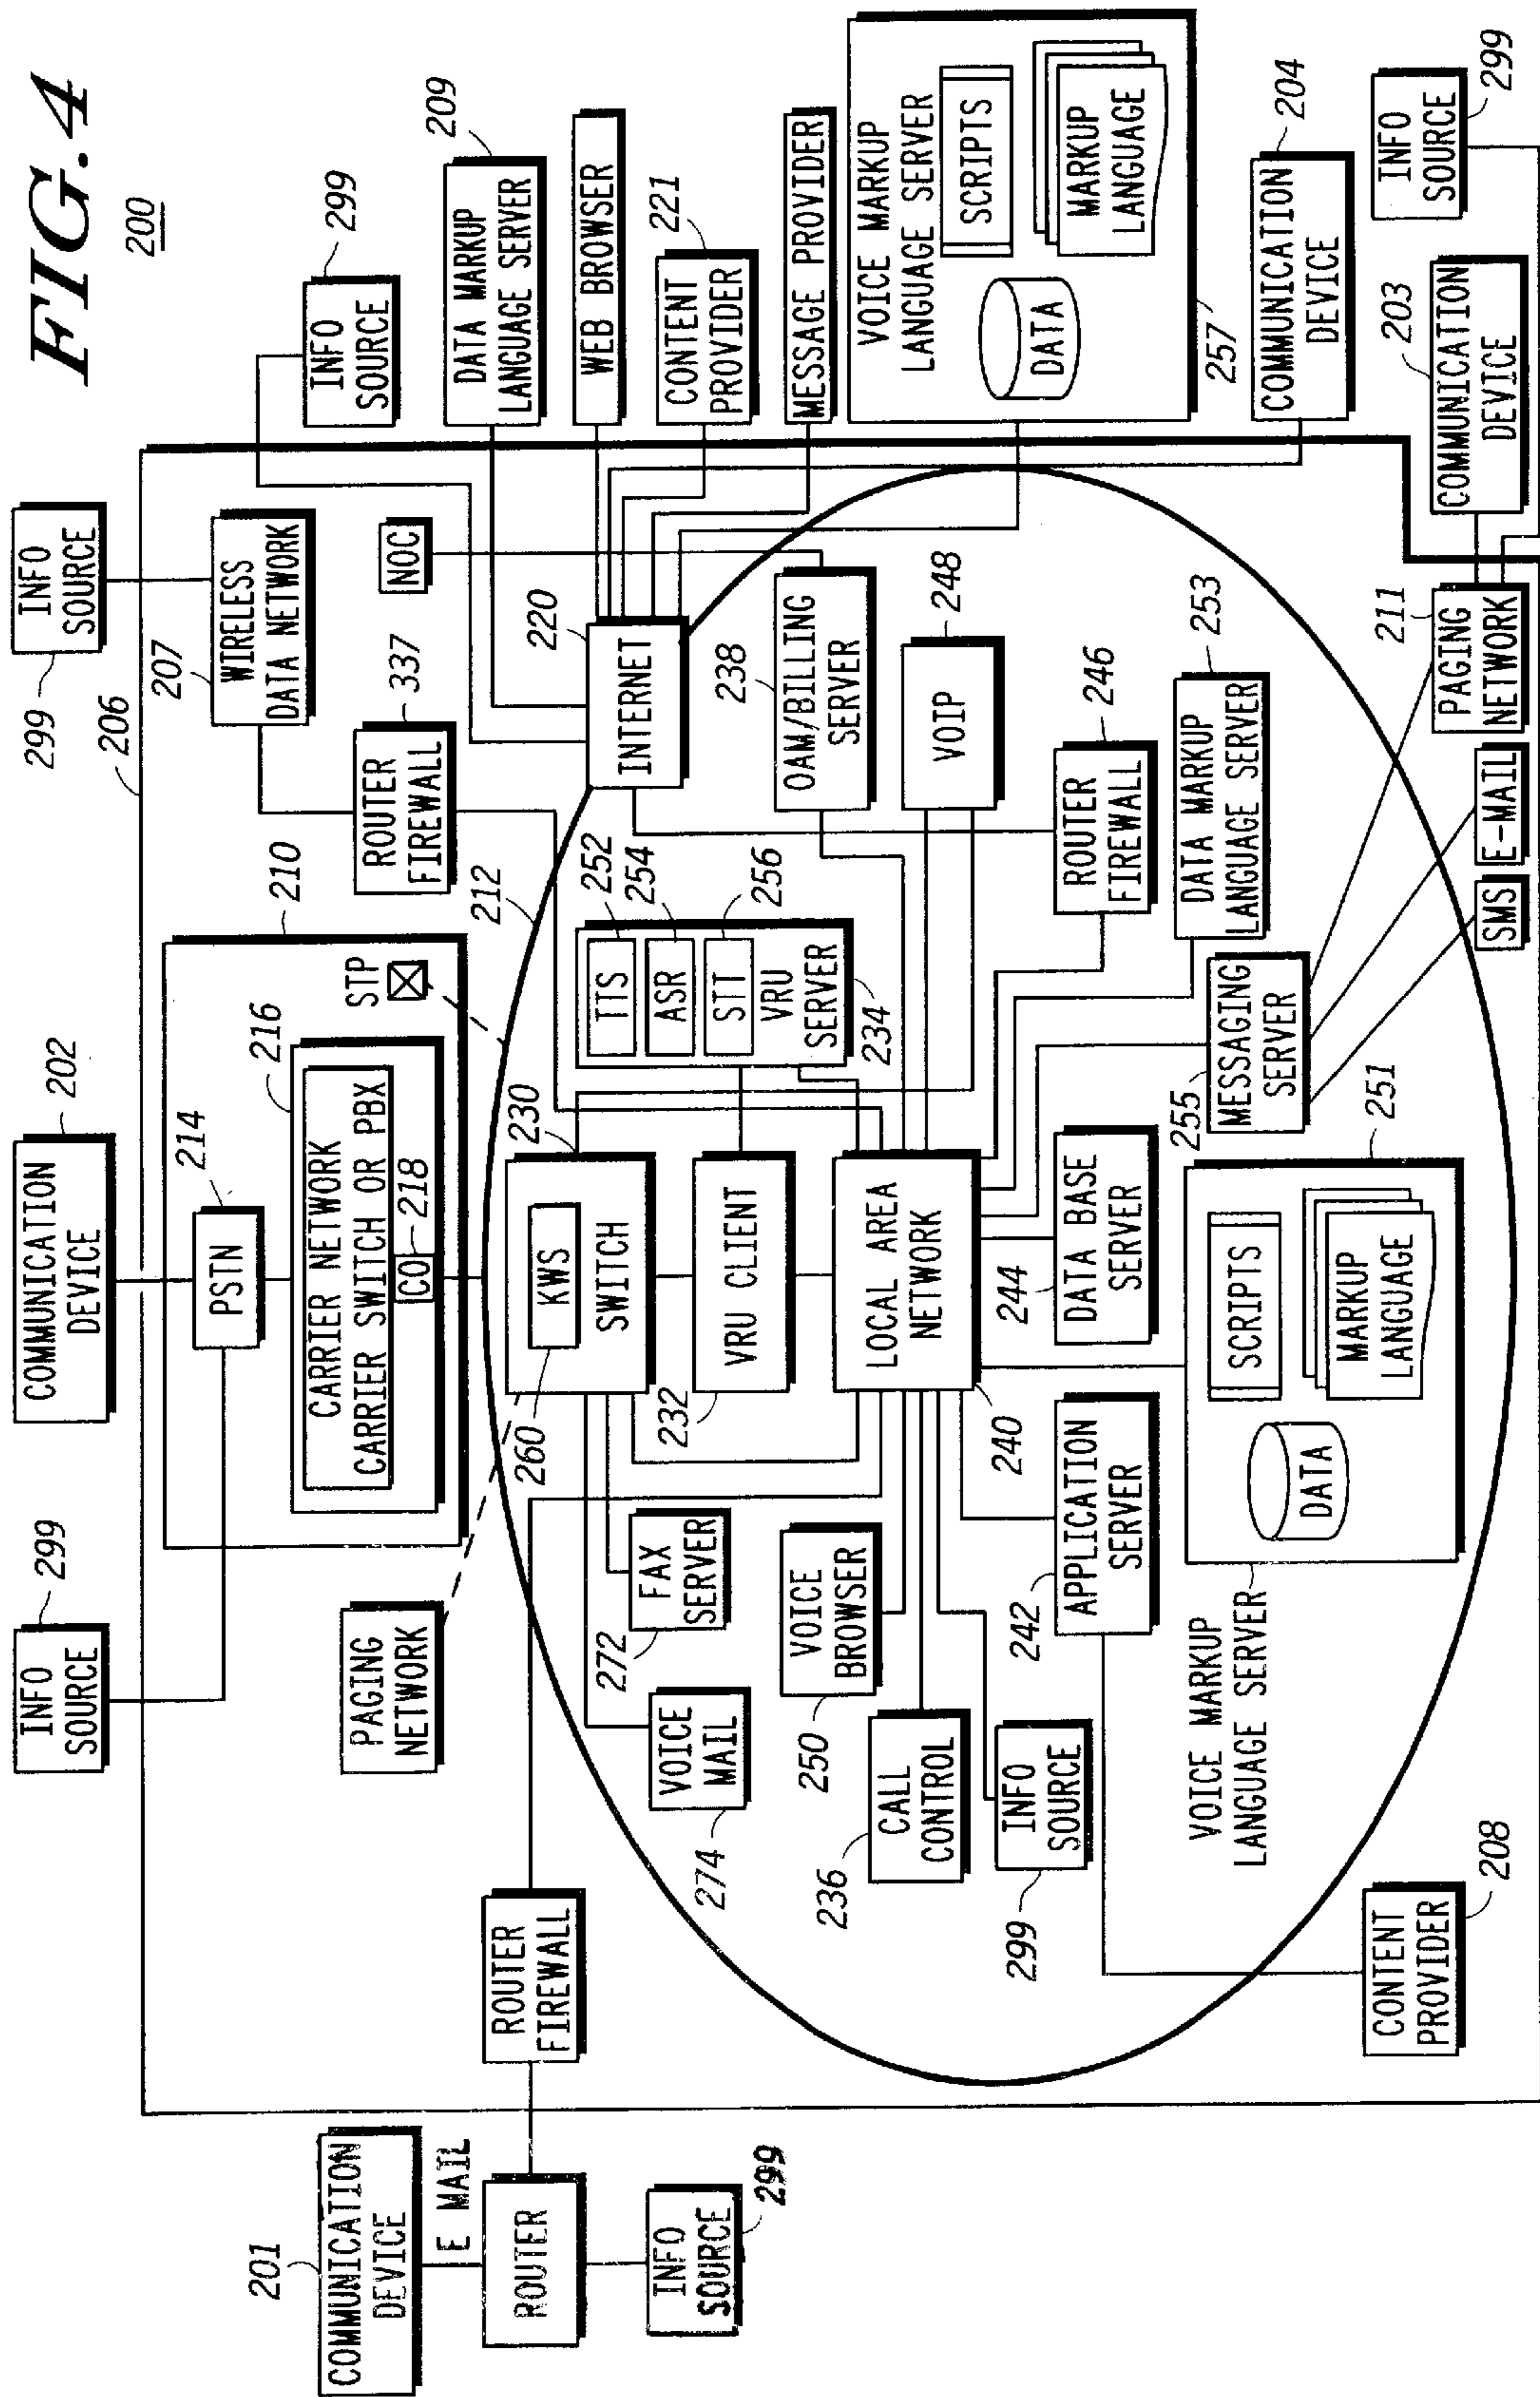 FIG.4
200
INFO
SOURCE
299
COMMUNICATION
DEVICE
202
INFO
SOURCE
299
206
PSTN
214
210
CARRIER NETWORK
CARRIER SWITCH OR PBX
216
CO
218
STP
WIRELESS
DATA NETWORK
207
INFO
SOURCE
299
ROUTER
FIREWALL
337
NOC
DATA MARKUP
LANGUAGE SERVER
209
WEB BROWSER
CONTENT
PROVIDER
221
MESSAGE PROVIDER
VOICE MARKUP
LANGUAGE SERVER
SCRIPTS
DATA
MARKUP
LANGUAGE
257
COMMUNICATION
DEVICE
204
INFO
SOURCE
299
COMMUNICATION
DEVICE
203
201
COMMUNICATION
DEVICE
E MAIL
ROUTER
INFO
SOURCE
299
ROUTER
FIREWALL
PAGING
NETWORK
212
INTERNET
220
KWS
SWITCH
230
260
TTS
252
ASR
254
STT
256
VRU
SERVER
234
VRU CLIENT
232
FAX
SERVER
272
VOICE
MAIL
274
OAM/BILLING
SERVER
238
VOIP
248
LOCAL AREA
NETWORK
240
VOICE
BROWSER
250
CALL
CONTROL
236
INFO
SOURCE
299
ROUTER
FIREWALL
246
APPLICATION
SERVER
242
DATA BASE
SERVER
244
DATA MARKUP
LANGUAGE SERVER
253
MESSAGING
SERVER
255
VOICE MARKUP
LANGUAGE SERVER
DATA
SCRIPTS
MARKUP
LANGUAGE
251
CONTENT
PROVIDER
208
PAGING
NETWORK
211
SMS
E-MAIL